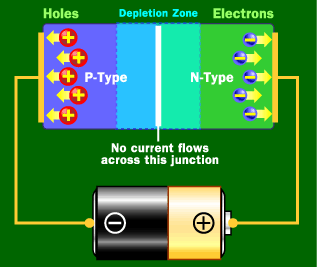 Holes
Depletion Zone
Electrons
P-Type
N-Type
No current flows
across this junction